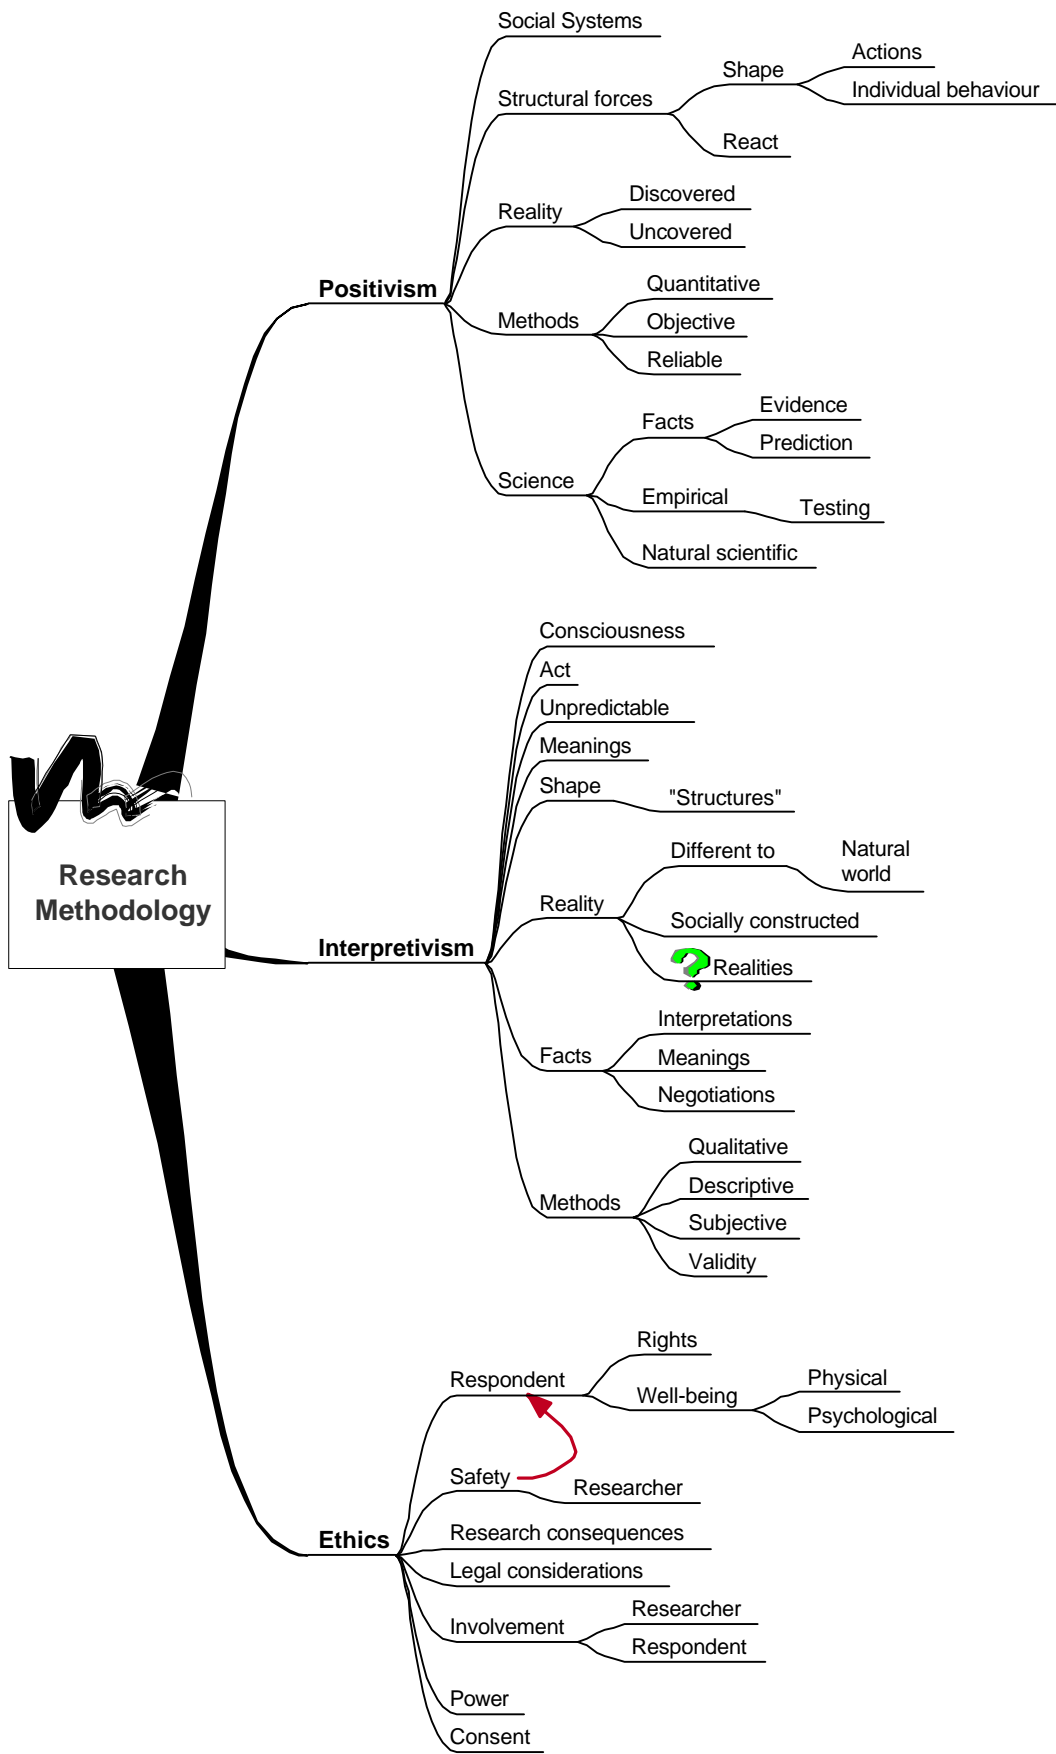 Social Systems
Structural forces
Shape
Actions
Individual behaviour
React
Reality
Discovered
Uncovered
Positivism
Methods
Quantitative
Objective
Reliable
Science
Facts
Evidence
Prediction
Empirical
Testing
Natural scientific
Research
Methodology
Interpretivism
Consciousness
Act
Unpredictable
Meanings
Shape
"Structures"
Reality
Different to
Natural
world
Socially constructed
? Realities
Facts
Interpretations
Meanings
Negotiations
Methods
Qualitative
Descriptive
Subjective
Validity
Ethics
Respondent
Rights
Well-being
Physical
Psychological
Safety
Researcher
Research consequences
Legal considerations
Involvement
Researcher
Respondent
Power
Consent